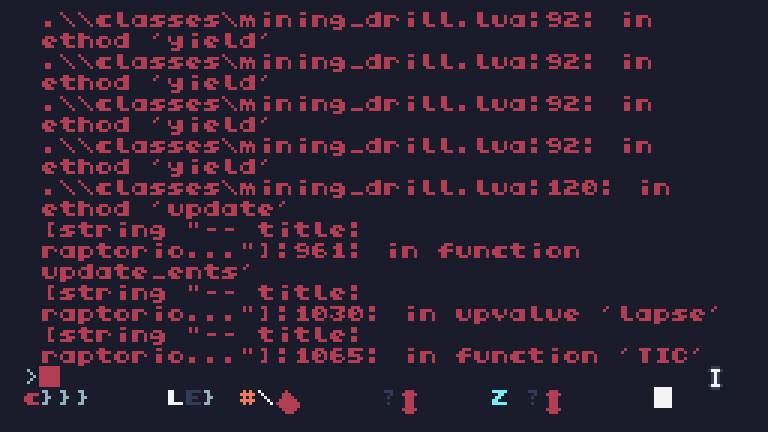 .\\classes\mining_drill.lua:92: in
ethod 'yield'
.\\classes\mining_drill.lua:92: in
ethod 'yield'
.\\classes\mining_drill.lua:92: in
ethod 'yield'
.\\classes\mining_drill.lua:92: in
ethod 'yield'
.\\classes\mining_drill.lua:120: in
ethod 'update'
[string "-- title:
raptorio..."]:961: in function
update_ents'
[string "-- title:
raptorio..."]:1030: in upvalue 'lapse'
[string "-- title:
raptorio..."]:1065: in function 'TIC'
>
c}}} LE} #\ ? Z ?